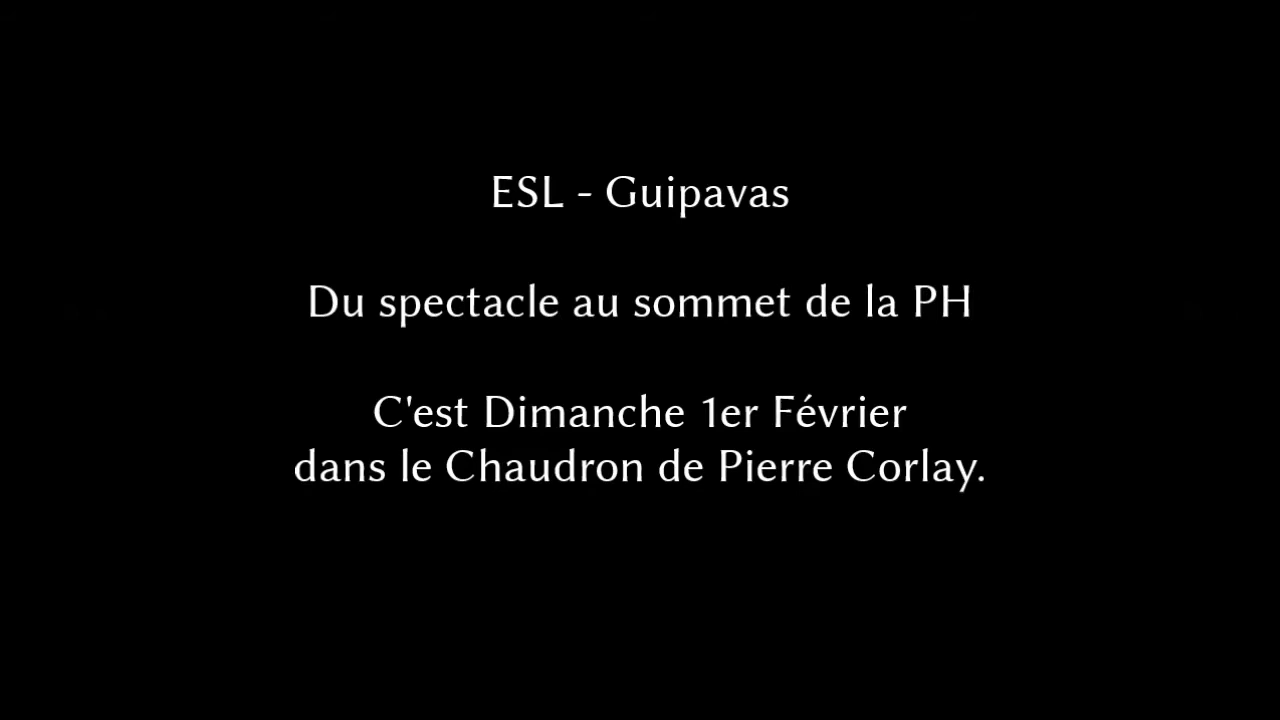 ESL - Guipavas
Du spectacle au sommet de la PH
C'est Dimanche 1er Février
dans le Chaudron de Pierre Corlay.